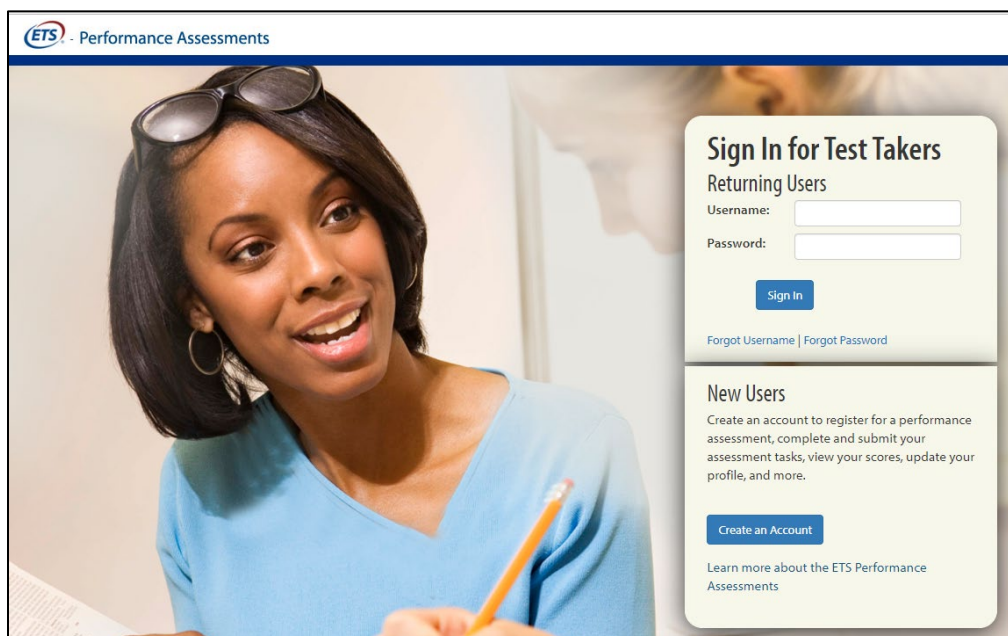 ETS - Performance Assessments
Sign In for Test Takers
Returning Users
Username:
Password:
Sign In
Forgot Username | Forgot Password
New Users
Create an account to register for a performance
assessment, complete and submit your
assessment tasks, view your scores, update your
profile, and more.
Create an Account
Learn more about the ETS Performance
Assessments